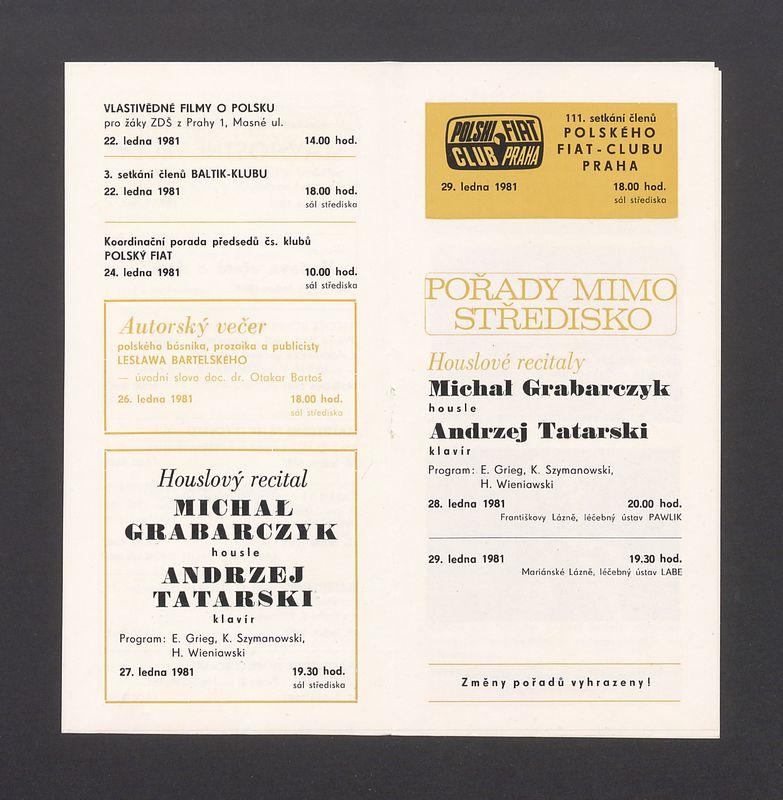 VLASTIVĚDNÉ FILMY O POLSKU
pro žáky ZDŠ z Prahy 1, Masné ul.
22. ledna 1981 14.00 hod.
3. setkání členů BALTIK-KLUBU
22. ledna 1981 18.00 hod.
sál střediska
Koordinační porada předsedů čs. klubů
POLSKÝ FIAT
24. ledna 1981 10.00 hod.
sál střediska
Autorský večer
polského básníka, prozaika a publicisty
LESŁAWA BARTELSKÉHO
— úvodní slovo doc. dr. Otakar Bartoš
26. ledna 1981 18.00 hod.
sál střediska
Houslový recital
MICHAŁ
GRABARCZYK
housle
ANDRZEJ
TATARSKI
klavír
Program: E. Grieg, K. Szymanowski,
H. Wieniawski
27. ledna 1981 19.30 hod.
sál střediska
POLSKI FIAT
CLUB PRAHA
111. setkání členů
POLSKÉHO
FIAT-CLUBU
PRAHA
29. ledna 1981 18.00 hod.
sál střediska
POŘADY MIMO
STŘEDISKO
Houslové recitaly
Michał Grabarczyk
housle
Andrzej Tatarski
klavír
Program: E. Grieg, K. Szymanowski,
H. Wieniawski
28. ledna 1981 20.00 hod.
Františkovy Lázně, léčebný ústav PAWLIK
29. ledna 1981 19.30 hod.
Mariánské Lázně, léčebný ústav LABE
Změny pořadů vyhrazeny!